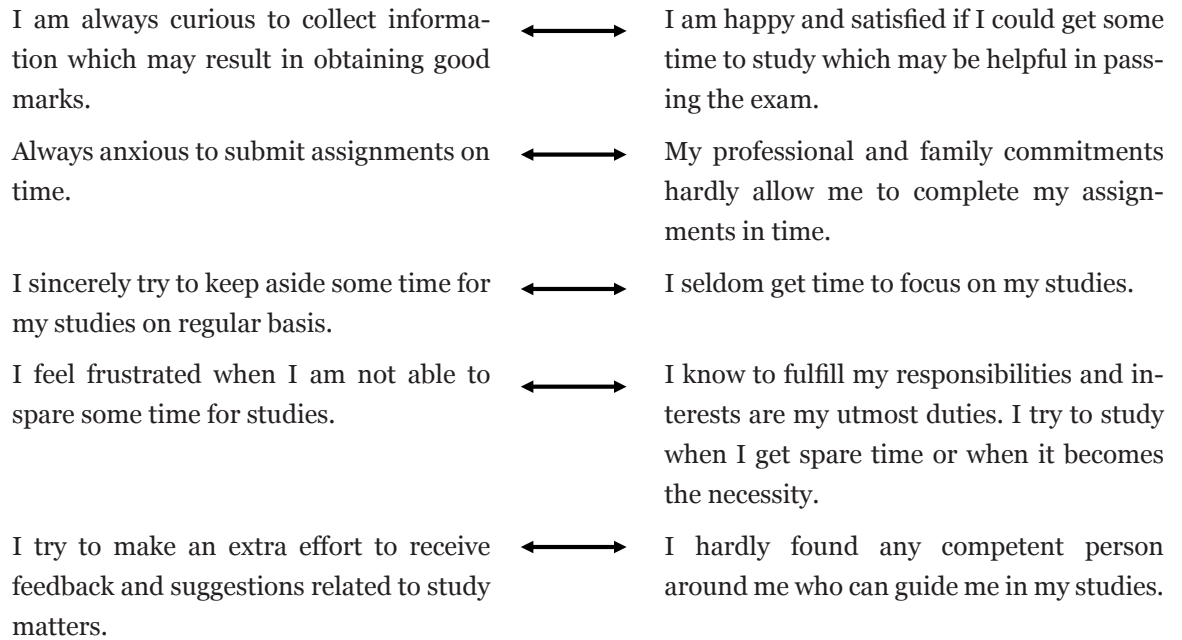 I am always curious to collect informa-
tion which may result in obtaining good
marks.
I am happy and satisfied if I could get some
time to study which may be helpful in pass-
ing the exam.
Always anxious to submit assignments on
time.
My professional and family commitments
hardly allow me to complete my assign-
ments in time.
I sincerely try to keep aside some time for
my studies on regular basis.
I seldom get time to focus on my studies.
I feel frustrated when I am not able to
spare some time for studies.
I know to fulfill my responsibilities and in-
terests are my utmost duties. I try to study
when I get spare time or when it becomes
the necessity.
I try to make an extra effort to receive
feedback and suggestions related to study
matters.
I hardly found any competent person
around me who can guide me in my studies.